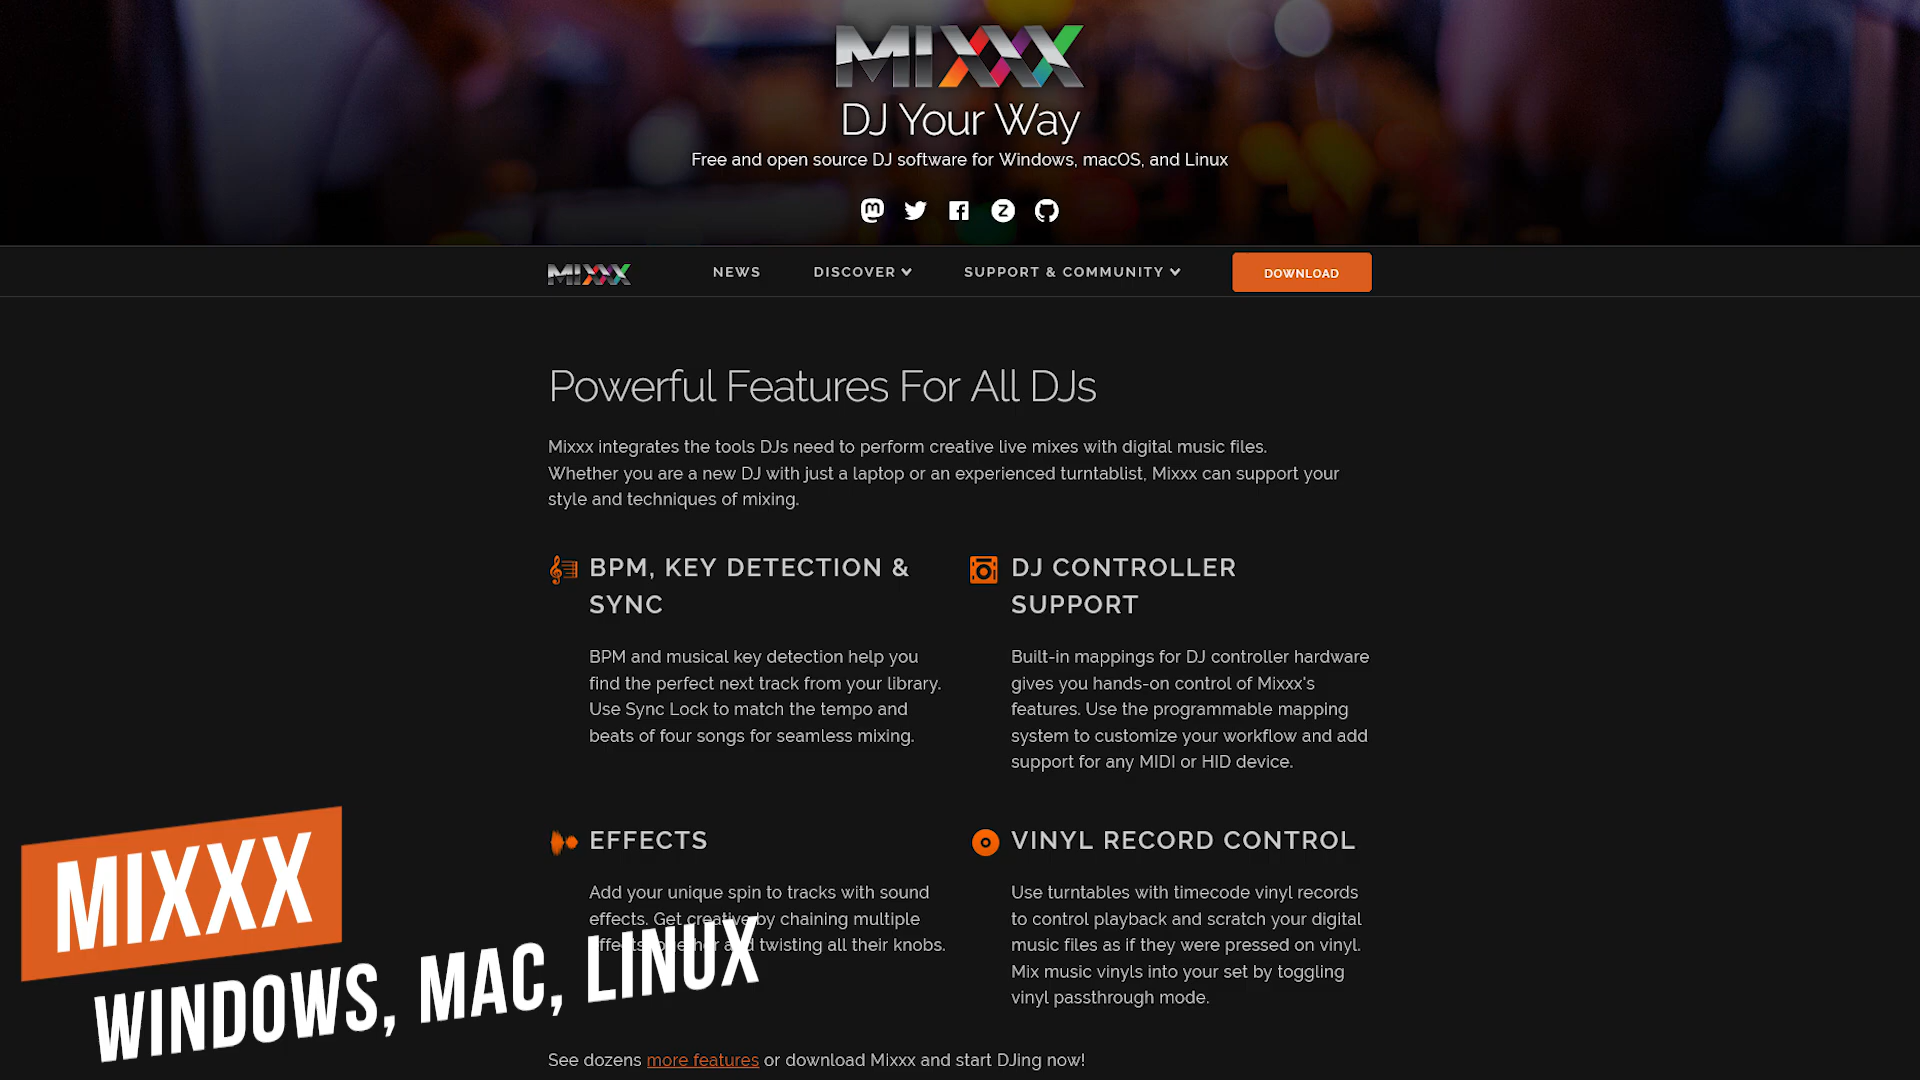 MIXXX
DJ Your Way
Free and open source DJ software for Windows, macOS, and Linux
MIXXX
NEWS
DISCOVER
SUPPORT & COMMUNITY
DOWNLOAD
Powerful Features For All DJs
Mixxx integrates the tools DJs need to perform creative live mixes with digital music files.
Whether you are a new DJ with just a laptop or an experienced turntablist, Mixxx can support your
style and techniques of mixing.
BPM, KEY DETECTION &
SYNC
BPM and musical key detection help you
find the perfect next track from your library.
Use Sync Lock to match the tempo and
beats of four songs for seamless mixing.
DJ CONTROLLER
SUPPORT
Built-in mappings for DJ controller hardware
gives you hands-on control of Mixxx's
features. Use the programmable mapping
system to customize your workflow and add
support for any MIDI or HID device.
EFFECTS
Add your unique spin to tracks with sound
effects. Get creative by chaining multiple
effects together and twisting all their knobs.
VINYL RECORD CONTROL
Use turntables with timecode vinyl records
to control playback and scratch your digital
music files as if they were pressed on vinyl.
Mix music vinyls into your set by toggling
vinyl passthrough mode.
See dozens more features or download Mixxx and start DJing now!
MIXXX
WINDOWS, MAC, LINUX